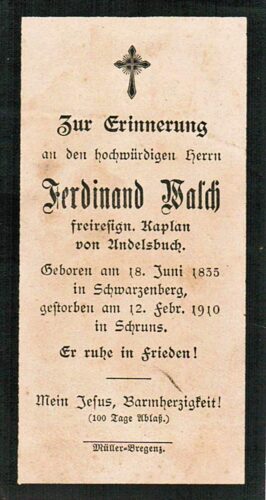 Zur Erinnerung
an den hochwürdigen Herrn
Ferdinand Walch
freiresign. Kaplan
von Andelsbuch.
Geboren am 18. Juni 1835
in Schwarzenberg,
gestorben am 12. Febr. 1910
in Schruns.
Er ruhe in Frieden!
Mein Jesus, Barmherzigkeit!
(100 Tage Ablaß.)
Müller-Bregenz.